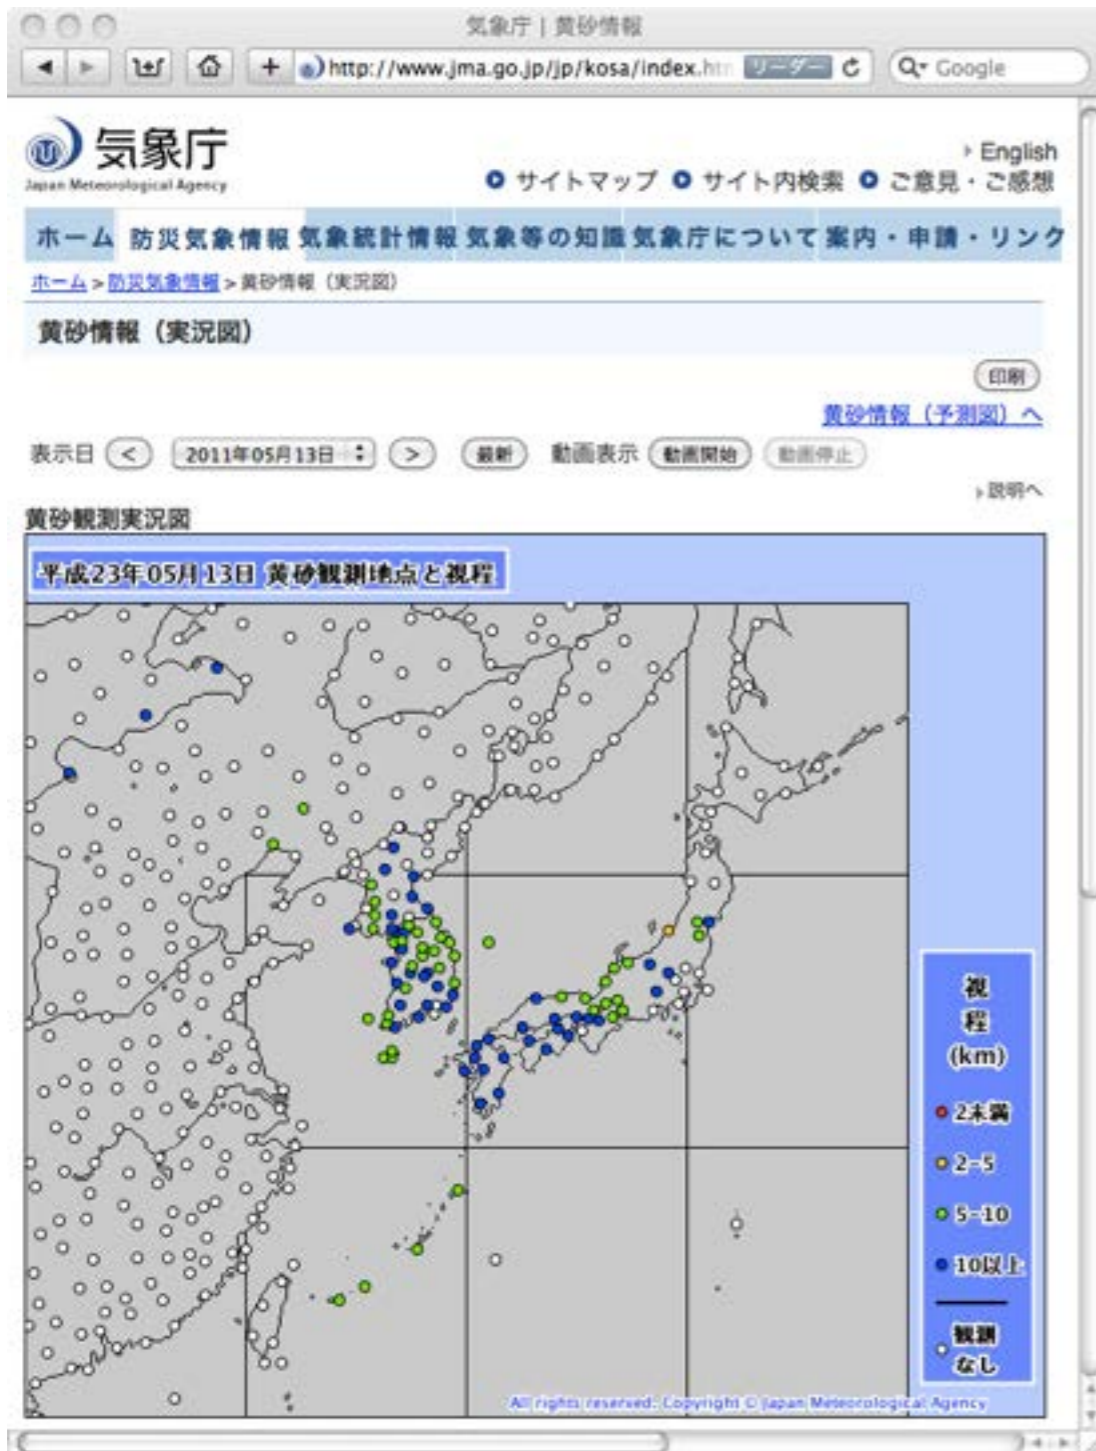 気象庁 | 黄砂情報
+ http://www.jma.go.jp/jp/kosa/index.htm リーダー Google
気象庁
Japan Meteorological Agency
English
サイトマップ サイト内検索 ご意見・ご感想
ホーム 防災気象情報 気象統計情報 気象等の知識 気象庁について 案内・申請・リンク
ホーム > 防災気象情報 > 黄砂情報（実況図）
黄砂情報（実況図）
印刷
黄砂情報（予測図）へ
表示日 < 2011年05月13日 > 最新 動画表示 動画開始 動画停止
説明へ
黄砂観測実況図
平成23年05月13日 黄砂観測地点と視程
視
程
(km)
2未満
2-5
5-10
10以上
観測
なし
All rights reserved. Copyright © Japan Meteorological Agency